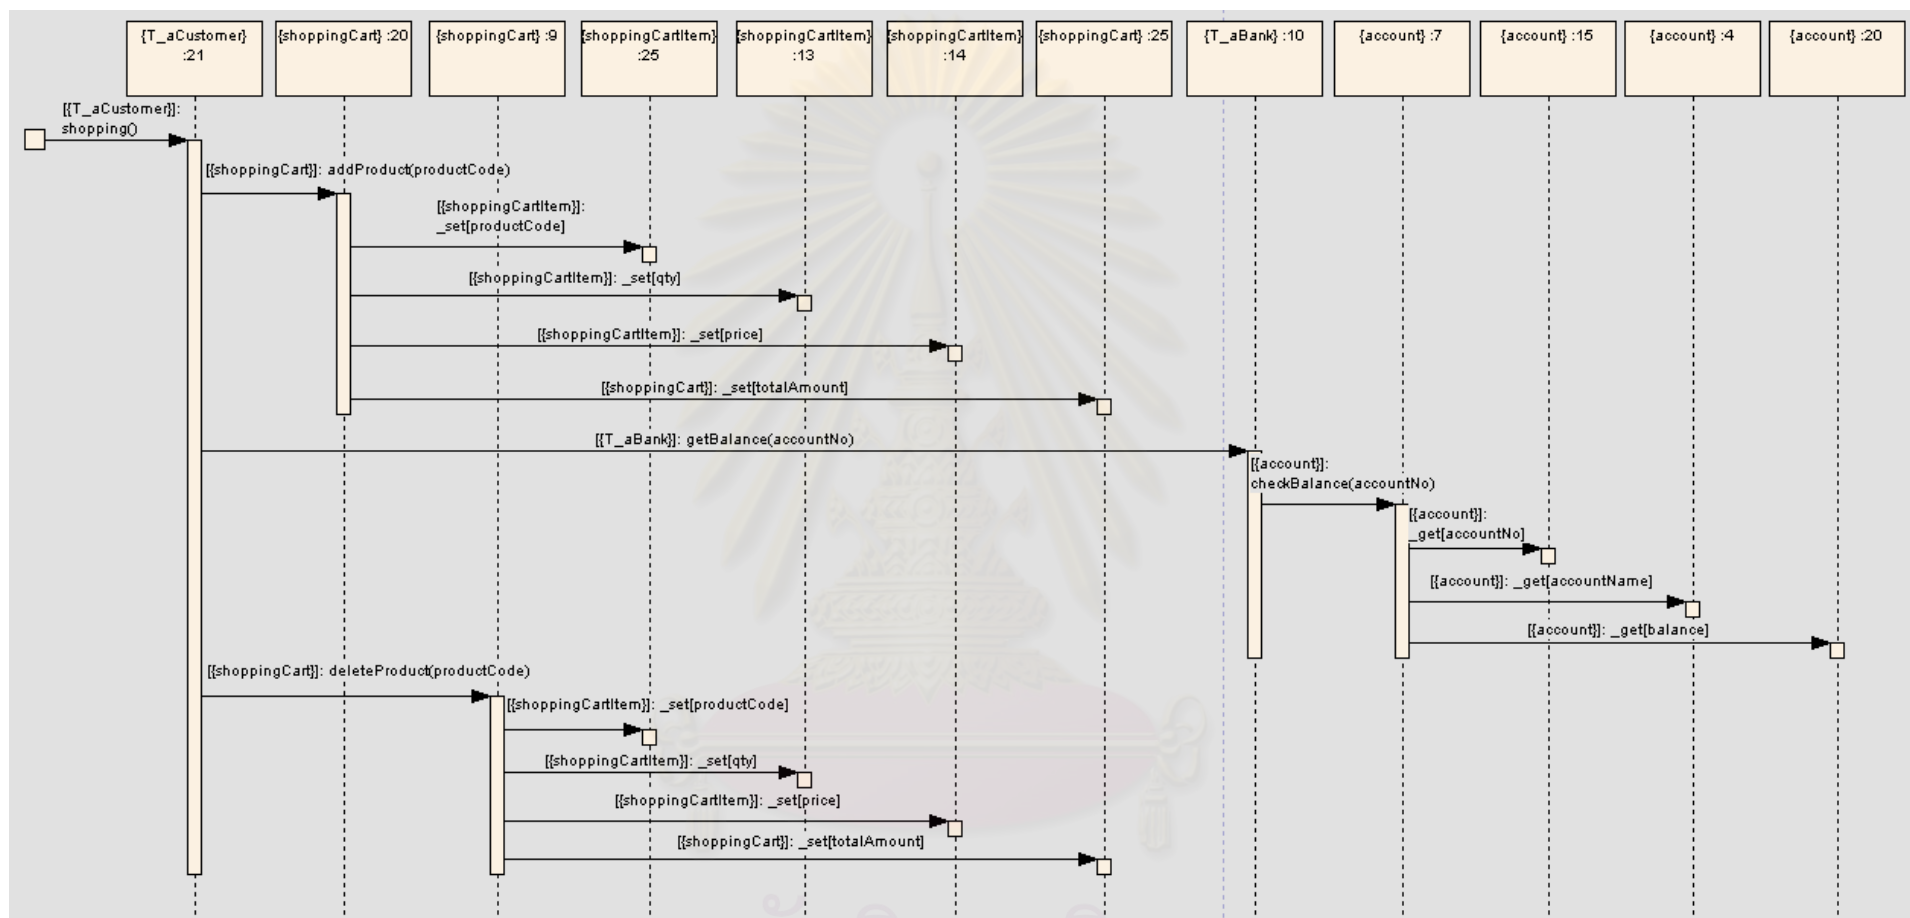 {T_aCustomer}
:21
{shoppingCart} :20
{shoppingCart} :9
{shoppingCartItem}
:25
{shoppingCartItem}
:13
{shoppingCartItem}
:14
{shoppingCart} :25
{T_aBank} :10
{account} :7
{account} :15
{account} :4
{account} :20
[{T_aCustomer}]:
shopping()
[{shoppingCart}]: addProduct(productCode)
[{shoppingCartItem}]:
_set[productCode]
[{shoppingCartItem}]: _set[qty]
[{shoppingCartItem}]: _set[price]
[{shoppingCart}]: _set[totalAmount]
[{T_aBank}]: getBalance(accountNo)
[{account}]:
checkBalance(accountNo)
[{account}]:
_get[accountNo]
[{account}]: _get[accountName]
[{account}]: _get[balance]
[{shoppingCart}]: deleteProduct(productCode)
[{shoppingCartItem}]: _set[productCode]
[{shoppingCartItem}]: _set[qty]
[{shoppingCartItem}]: _set[price]
[{shoppingCart}]: _set[totalAmount]